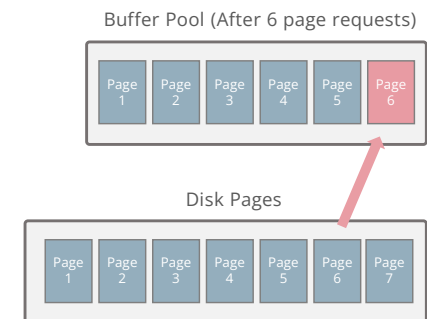 Buffer Pool (After 6 page requests)
Page Page Page Page Page Page
1 2 3 4 5 6
Disk Pages
Page Page Page Page Page Page Page
1 2 3 4 5 6 7